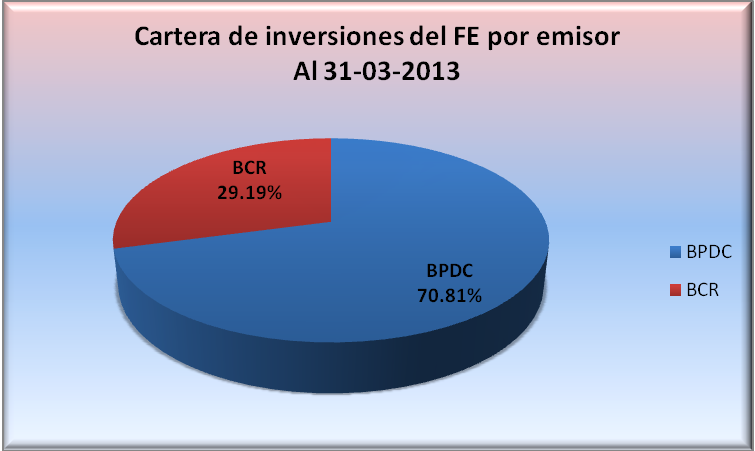 Cartera de inversiones del FE por emisor
Al 31-03-2013
BCR
29.19%
BPDC
70.81%
BPDC
BCR